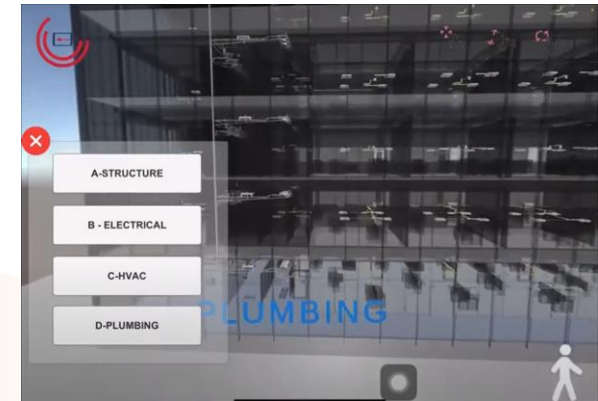 A-STRUCTURE
B - ELECTRICAL
C-HVAC
D-PLUMBING
PLUMBING